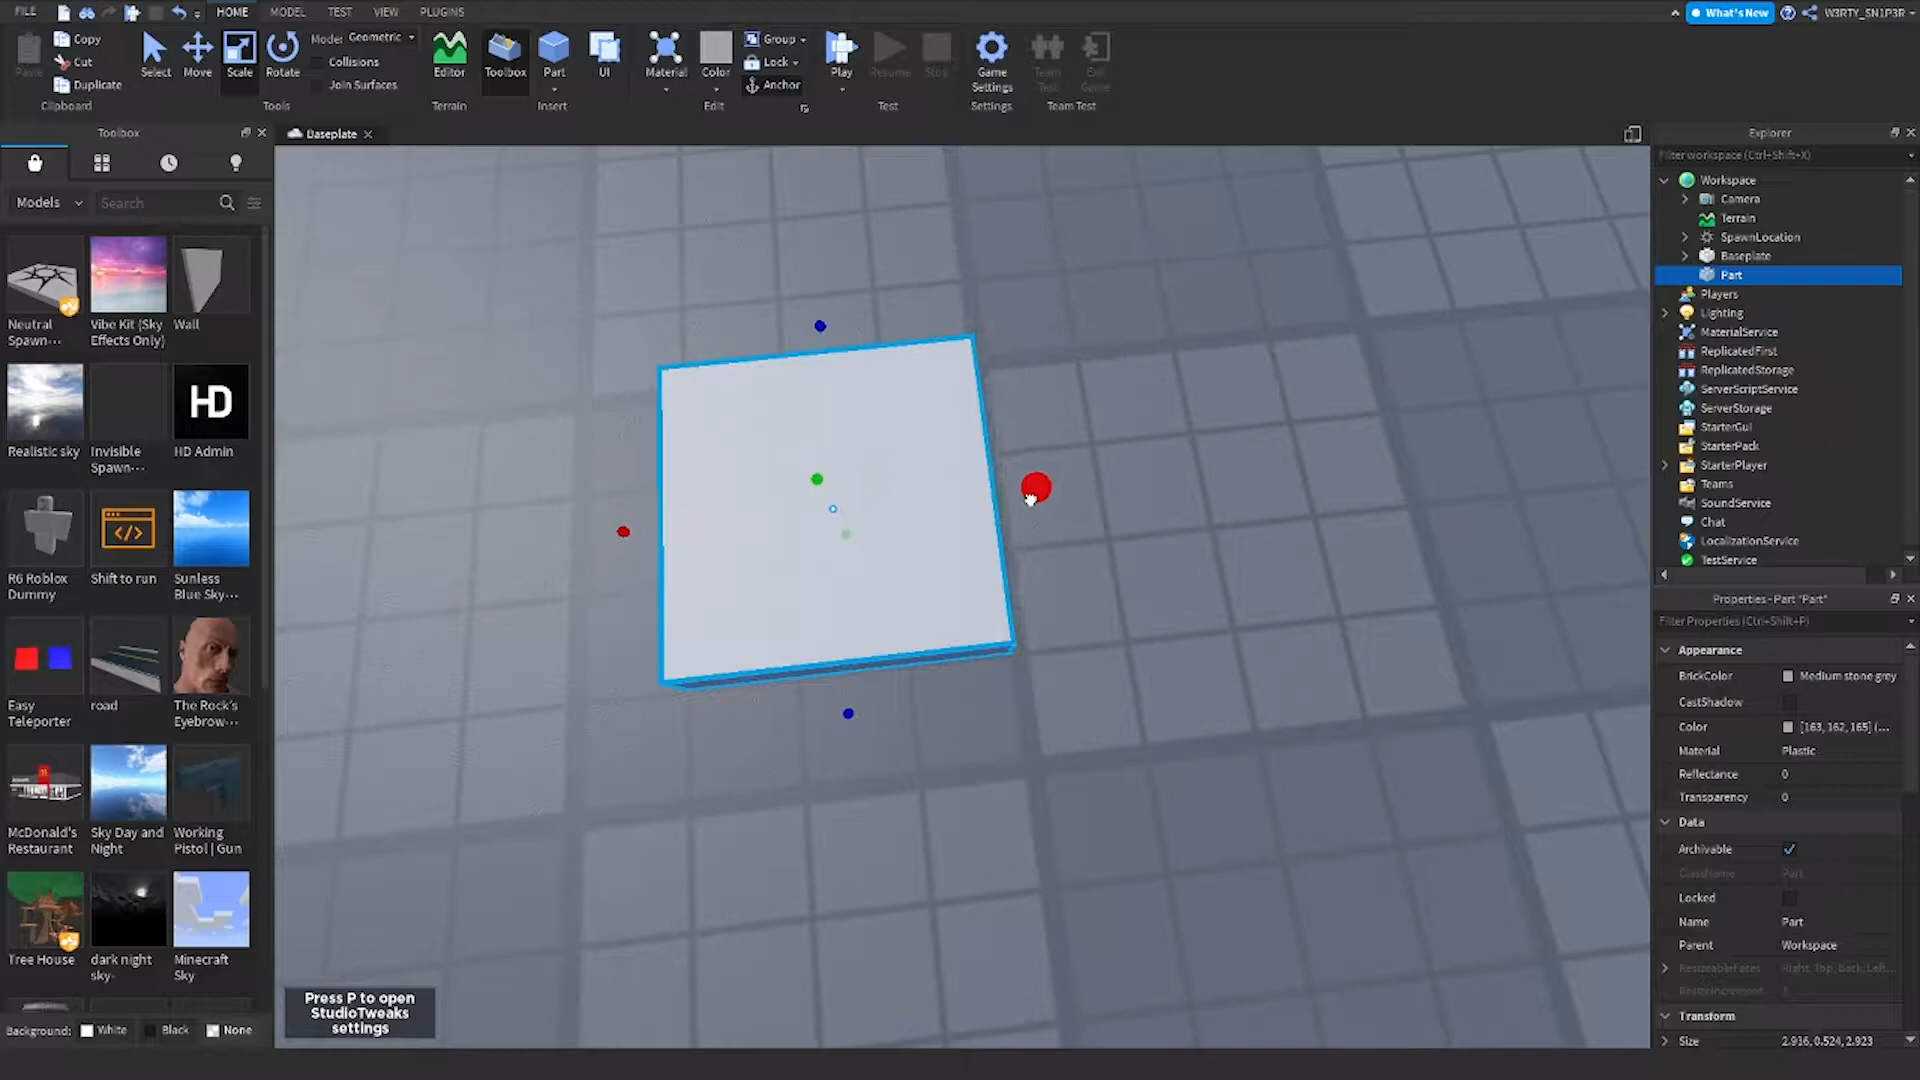 FILE HOME MODEL TEST VIEW PLUGINS What's New W3RTY_SN1P3R
Paste Copy Cut Duplicate Clipboard
Select Move Scale Rotate Tools
Mode: Geometric
Collisions
Join Surfaces
Editor Terrain
Toolbox Part UI Insert
Material Color Group Lock Anchor Edit
Play Resume Stop Test
Game Settings Settings
Team Test Exit Game Team Test
Toolbox
Models Search
Neutral Spawn···
Vibe Kit (Sky Effects Only)
Wall
Realistic sky
Invisible Spawn···
HD
HD Admin
R6 Roblox Dummy
Shift to run
Sunless Blue Sky···
Easy Teleporter
road
The Rock's Eyebrow···
McDonald's Restaurant
Sky Day and Night
Working Pistol | Gun
Tree House
dark night sky-
Minecraft Sky
Background: White Black None
Baseplate
Press P to open
StudioTweaks
settings
Explorer
Filter workspace (Ctrl+Shift+X)
Workspace
Camera
Terrain
SpawnLocation
Baseplate
Part
Players
Lighting
MaterialService
ReplicatedFirst
ReplicatedStorage
ServerScriptService
ServerStorage
StarterGui
StarterPack
StarterPlayer
Teams
SoundService
Chat
LocalizationService
TestService
Properties - Part "Part"
Filter Properties (Ctrl+Shift+P)
Appearance
BrickColor Medium stone grey
CastShadow
Color [163, 162, 165] (...
Material Plastic
Reflectance 0
Transparency 0
Data
Archivable
ClassName Part
Locked
Name Part
Parent Workspace
ResizeableFaces Right, Top, Back, Left,...
ResizeIncrement 1
Transform
Size 2.916, 0.524, 2.923